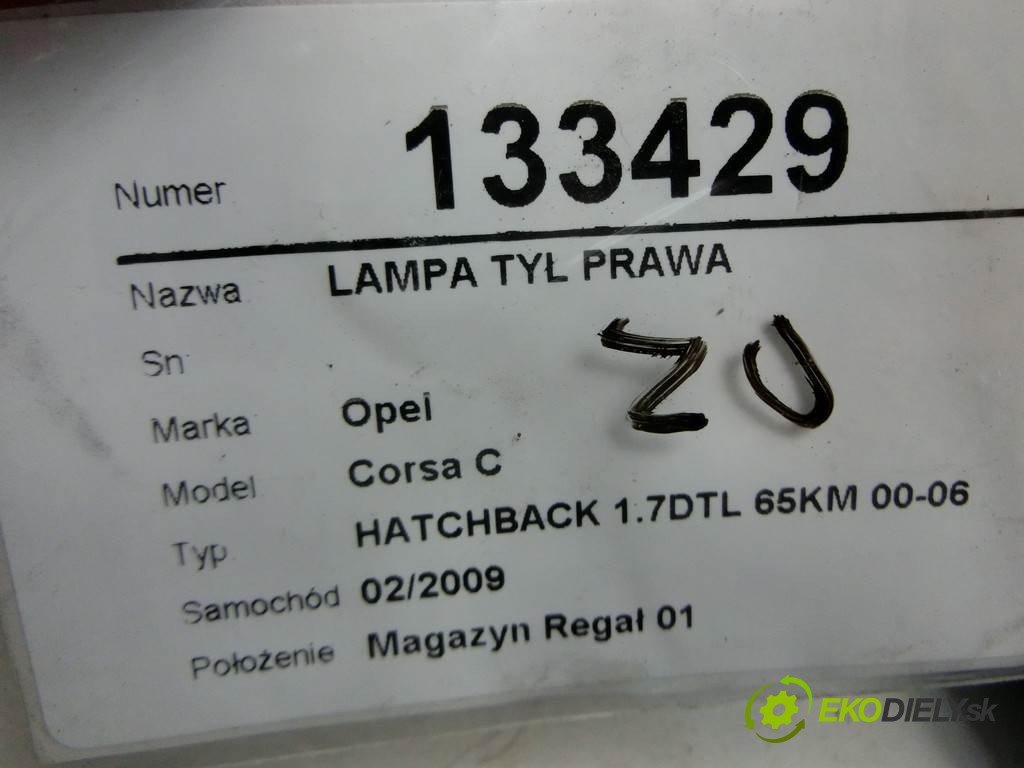 Numer 133429
Nazwa LAMPA TYŁ PRAWA
Sn
ZU
Marka Opel
Model Corsa C
Typ HATCHBACK 1.7DTL 65KM 00-06
Samochód 02/2009
Położenie Magazyn Regał 01
EKODIELY.sk